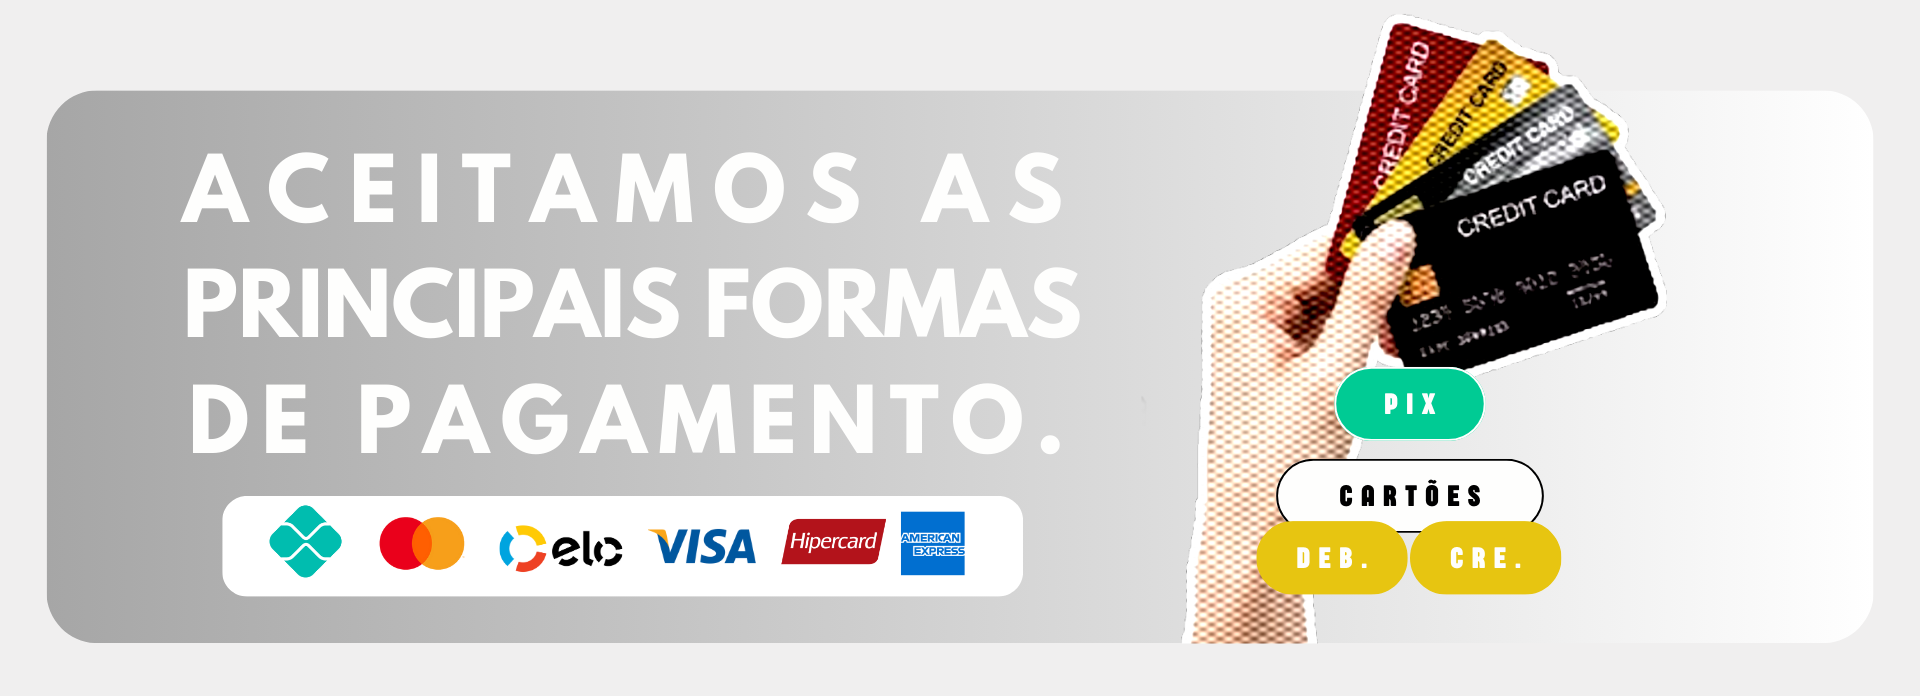 ACEITAMOS AS
PRINCIPAIS FORMAS
DE PAGAMENTO.
elo
VISA
Hipercard
AMERICAN
EXPRESS
CREDIT CARD
CREDIT CARD
CREDIT CARD
CREDIT CARD
PIX
CARTÕES
DEB.
CRE.